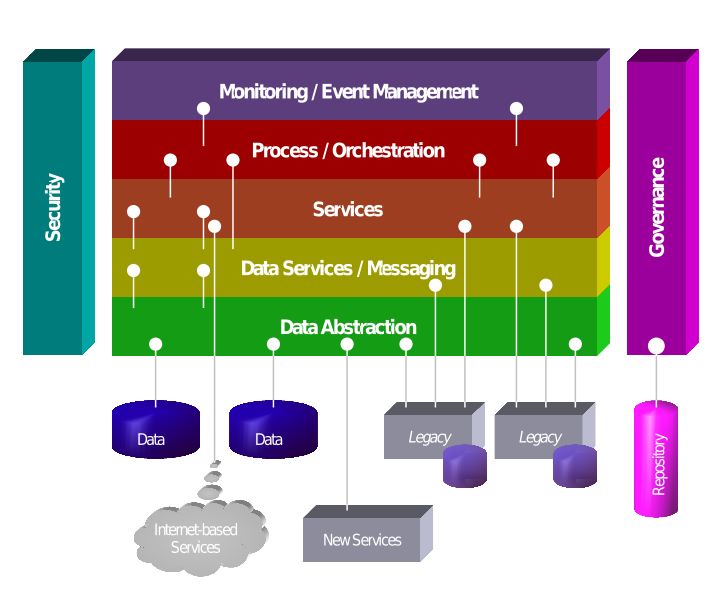 Monitoring / Event Management
Process / Orchestration
Services
Data Services / Messaging
Data Abstraction
Security
Governance
Data
Data
Legacy
Legacy
Repository
Internet-based
Services
New Services